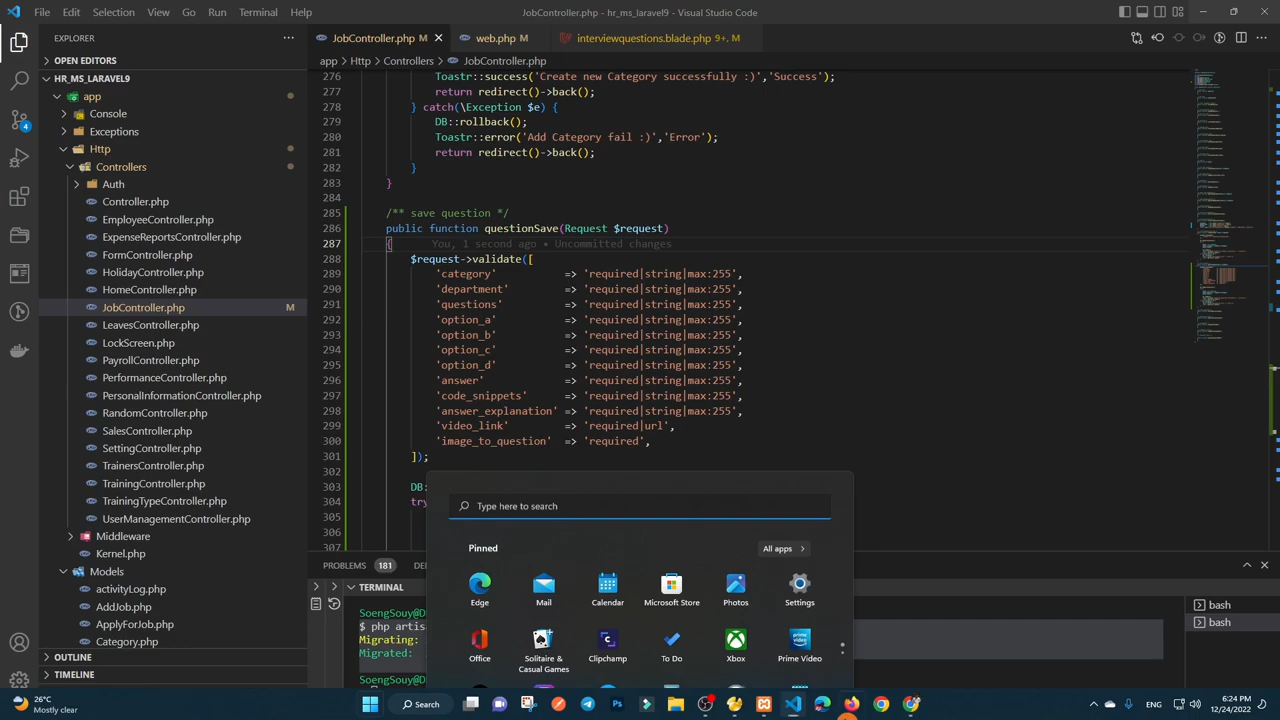 File Edit Selection View Go Run Terminal Help
JobController.php - hr_ms_laravel9 - Visual Studio Code
EXPLORER
JobController.php M
web.php M
interviewquestions.blade.php 9+, M
OPEN EDITORS
app > Http > Controllers > JobController.php
HR_MS_LARAVEL9
app
Console
Exceptions
Http
Controllers
Auth
Controller.php
EmployeeController.php
ExpenseReportsController.php
FormController.php
HolidayController.php
HomeController.php
JobController.php M
LeavesController.php
LockScreen.php
PayrollController.php
PerformanceController.php
PersonalInformationController.php
RandomController.php
SalesController.php
SettingController.php
TrainersController.php
TrainingController.php
TrainingTypeController.php
UserManagementController.php
Middleware
Kernel.php
Models
activityLog.php
AddJob.php
ApplyForJob.php
Category.php
OUTLINE
TIMELINE
4
276 Toastr::success('Create new Category successfully :)','Success');
277 return redirect()->back();
278 } catch(\Exception $e) {
279 DB::rollback();
280 Toastr::error('Add Category fail :)','Error');
281 return redirect()->back();
282 }
283 }
284
285 /** save question */
286 public function questionSave(Request $request)
287 { 1 second ago • Uncommitted changes
288 $request->validate([
289 'category' => 'required|string|max:255',
290 'department' => 'required|string|max:255',
291 'questions' => 'required|string|max:255',
292 'option_a' => 'required|string|max:255',
293 'option_b' => 'required|string|max:255',
294 'option_c' => 'required|string|max:255',
295 'option_d' => 'required|string|max:255',
296 'answer' => 'required|string|max:255',
297 'code_snippets' => 'required|string|max:255',
298 'answer_explanation' => 'required|string|max:255',
299 'video_link' => 'required|url',
300 'image_to_question' => 'required',
301 ]);
302
303 DB:
304 try
305
306
307
PROBLEMS 181
TERMINAL
SoengSouy@D
$ php artis
Migrating:
Migrated:
SoengSouy@D
bash
bash
Type here to search
Pinned
All apps >
Edge
Mail
Calendar
Microsoft Store
Photos
Settings
Office
Solitaire & Casual Games
Clipchamp
To Do
Xbox
Prime Video
26°C
Mostly clear
Search
ENG
6:24 PM
12/24/2022